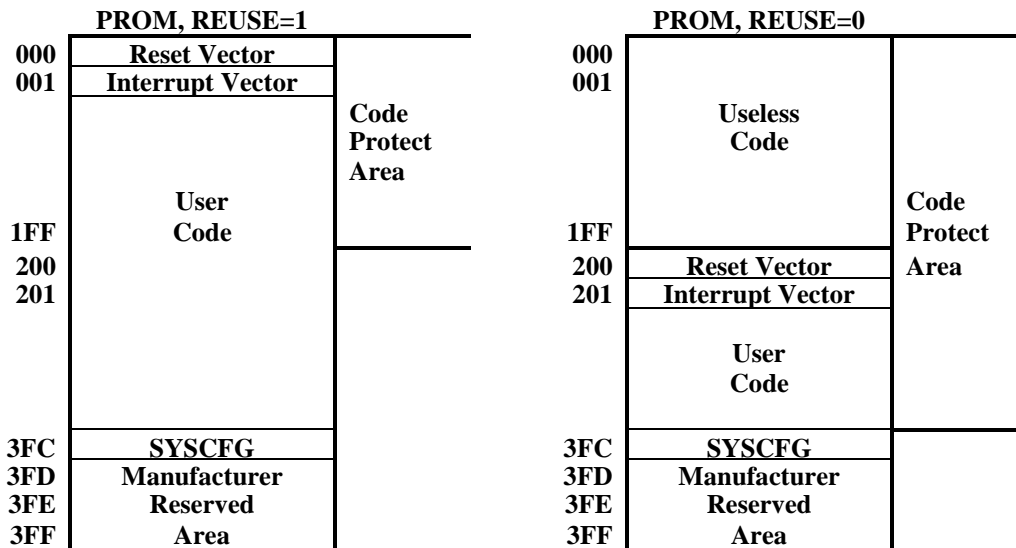 PROM, REUSE=1
000 Reset Vector
001 Interrupt Vector
Code
Protect
Area
User
1FF Code
200
201
3FC SYSCFG
3FD Manufacturer
3FE Reserved
3FF Area
PROM, REUSE=0
000
001
Useless
Code
Code
1FF Protect
200 Reset Vector Area
201 Interrupt Vector
User
Code
3FC SYSCFG
3FD Manufacturer
3FE Reserved
3FF Area